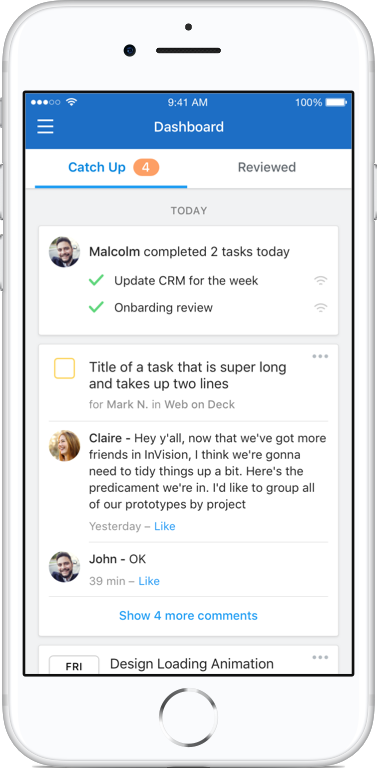 9:41 AM
100%
Dashboard
Catch Up 4
Reviewed
TODAY
Malcolm completed 2 tasks today
Update CRM for the week
Onbarding review
Title of a task that is super long
and takes up two lines
for Mark N. in Web on Deck
Claire - Hey y'all, now that we've got more
friends in InVision, I think we're gonna
need to tidy things up a bit. Here's the
predicament we're in. I'd like to group all
of our prototypes by project
Yesterday – Like
John - OK
39 min – Like
Show 4 more comments
FRI
Design Loading Animation